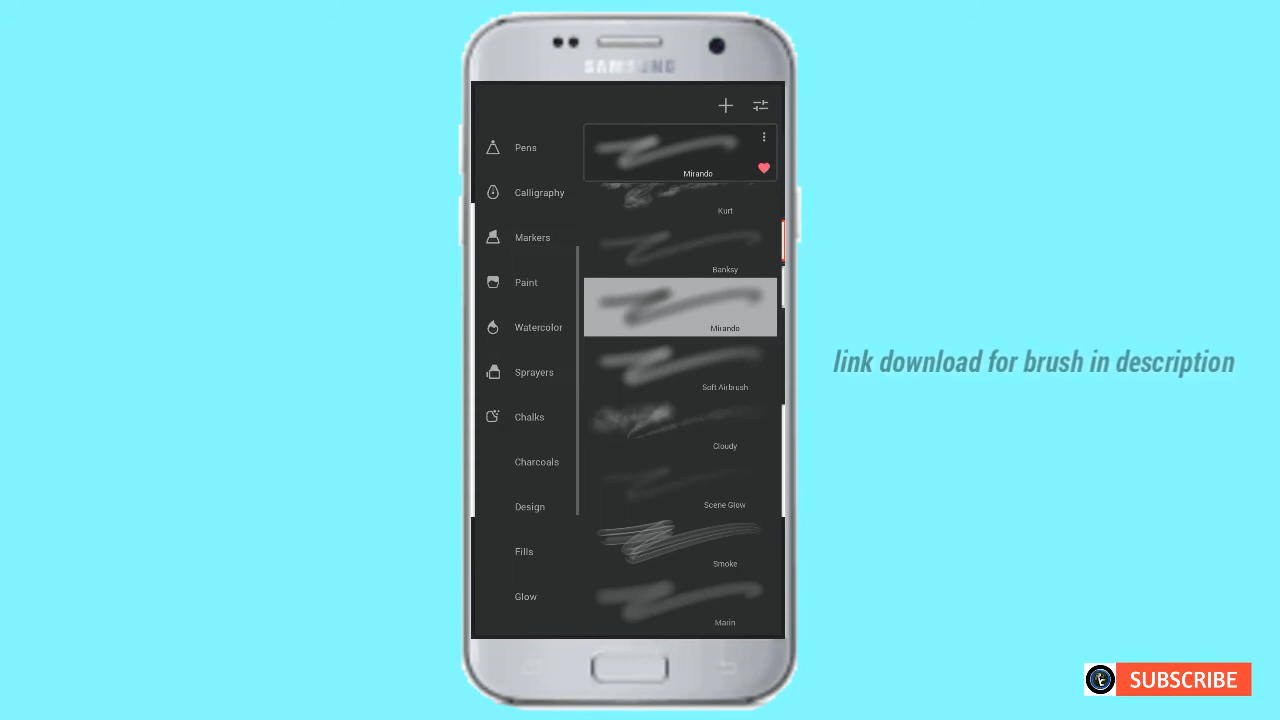 SAMSUNG
Pens
Calligraphy
Markers
Paint
Watercolor
Sprayers
Chalks
Charcoals
Design
Fills
Glow
Mirando
Kurt
Banksy
Mirando
Soft Airbrush
Cloudy
Scene Glow
Smoke
Marin
link download for brush in description
SUBSCRIBE